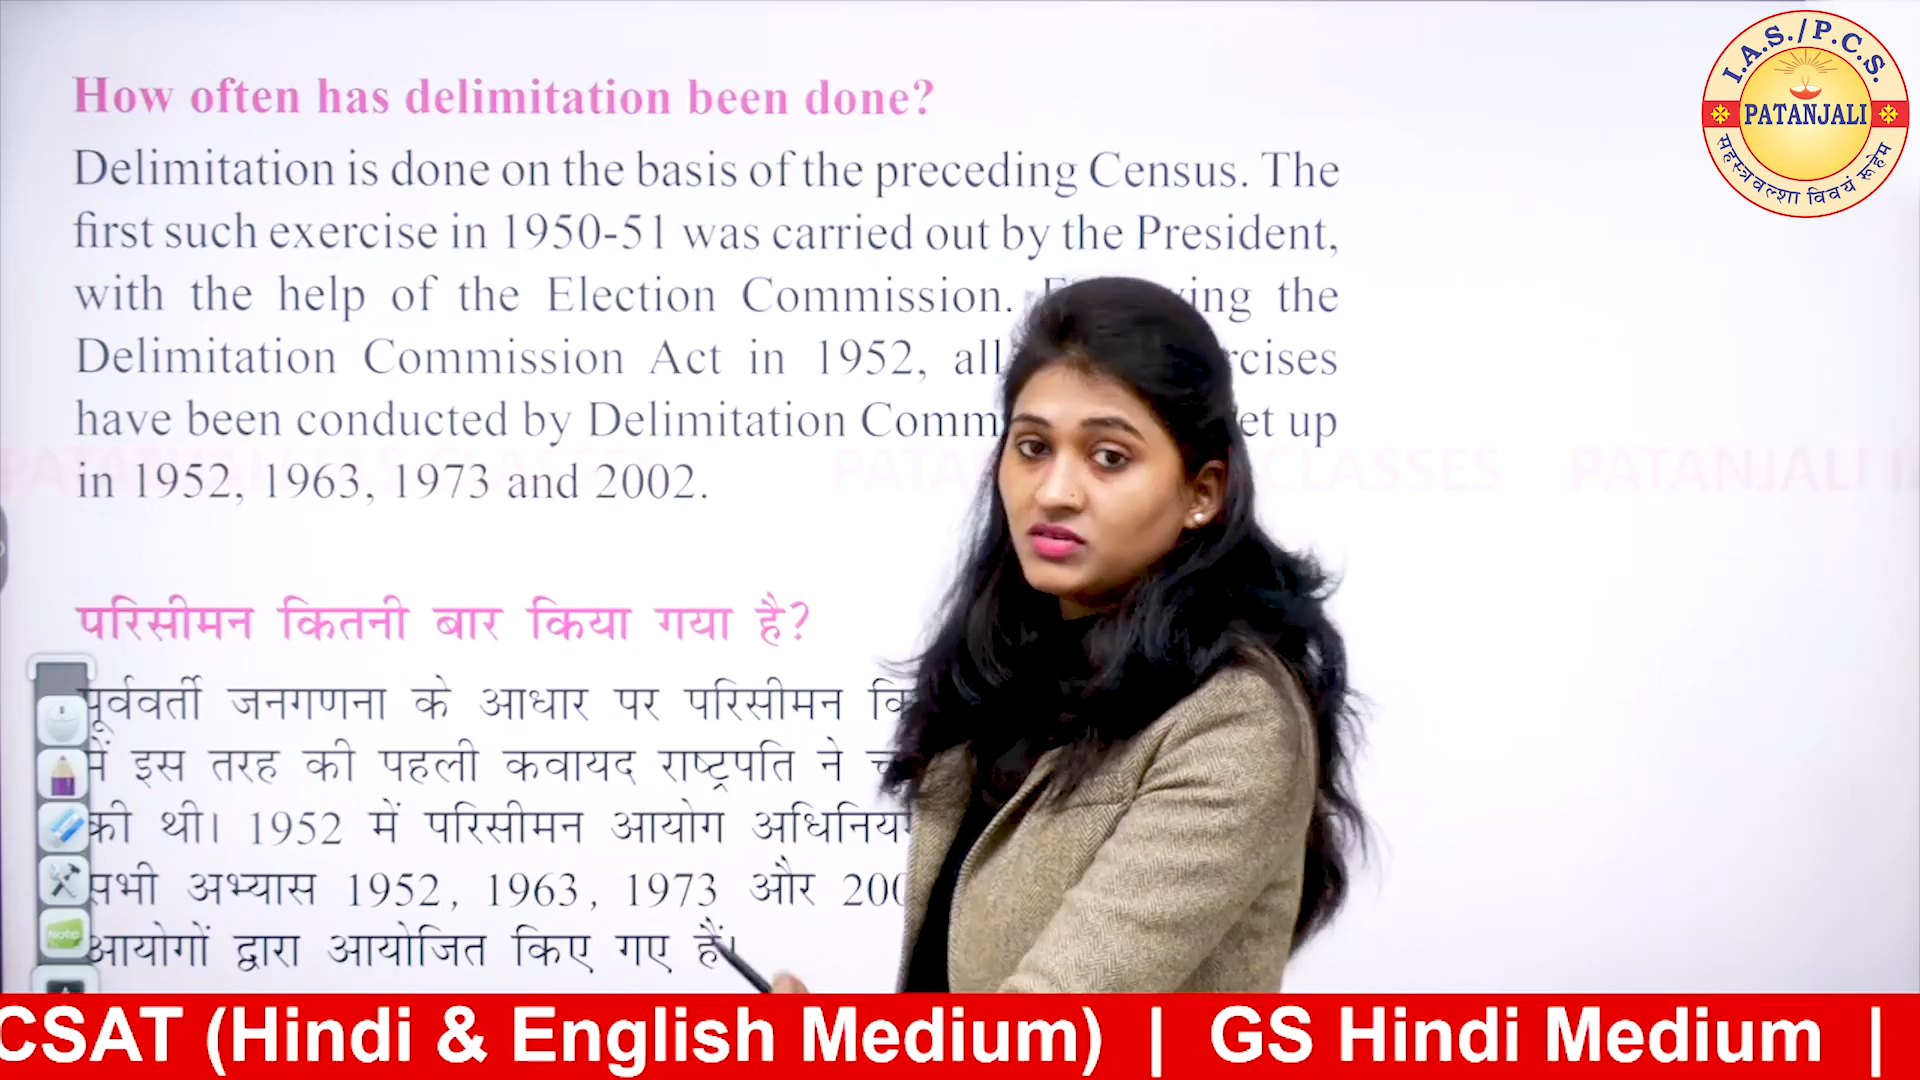 How often has delimitation been done?
Delimitation is done on the basis of the preceding Census. The
first such exercise in 1950-51 was carried out by the President,
with the help of the Election Commission. the
Delimitation Commission Act in 1952, all
have been conducted by Delimitation up
in 1952, 1963, 1973 and 2002.
परिसीमन कितनी बार किया गया है?
पूर्ववर्ती जनगणना के आधार पर परिसीमन
में इस तरह की पहली कवायद राष्ट्रपति ने
की थी। 1952 में परिसीमन आयोग
सभी अभ्यास 1952, 1963, 1973 और
आयोगों द्वारा आयोजित किए गए हैं।
I.A.S./P.C.S.
PATANJALI
Note
CSAT (Hindi & English Medium) | GS Hindi Medium |